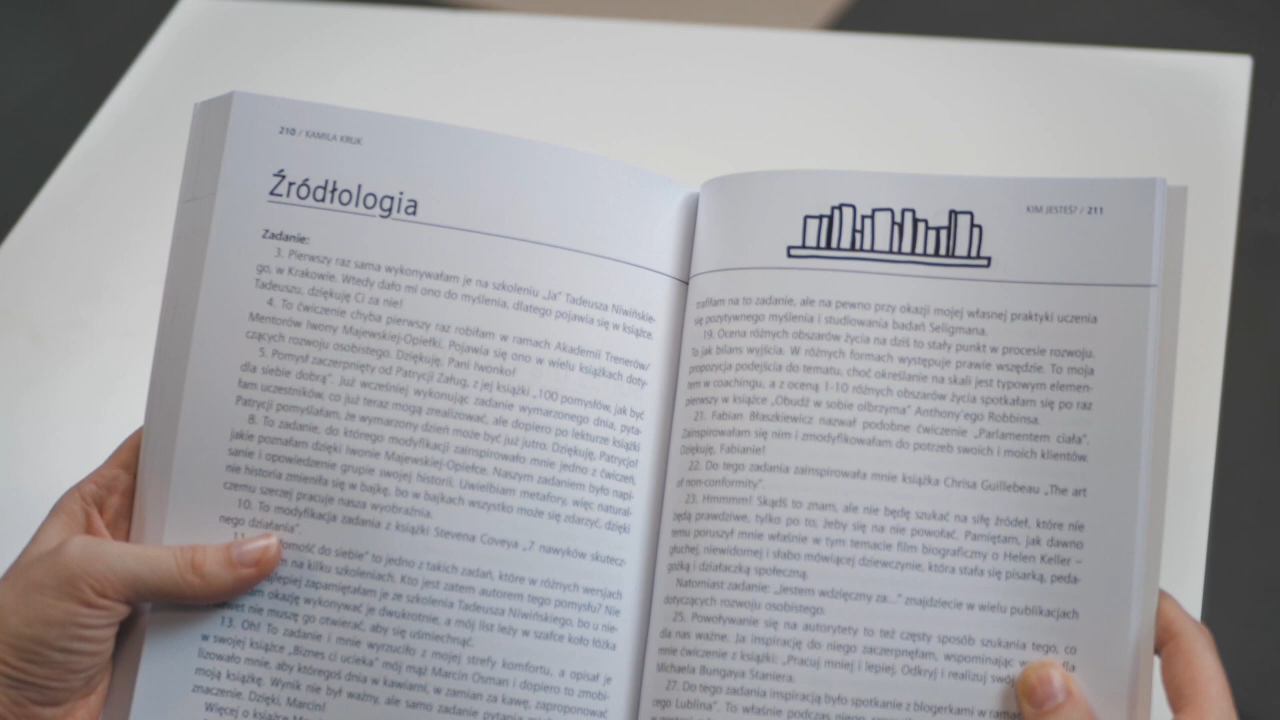 210 / KAMILA KRUK
Źródłologia
Zadanie:
3. Pierwszy raz sama wykonywałam je na szkoleniu „Ja" Tadeusza Niwińskie-
go, w Krakowie. Wtedy dało mi ono do myślenia, dlatego pojawia się w książce.
Tadeuszu, dziękuję Ci za nie!
4. To ćwiczenie chyba pierwszy raz robiłam w ramach Akademii Trenerów/
Mentorów Iwony Majewskiej-Opiełki. Pojawia się ono w wielu książkach doty-
czących rozwoju osobistego. Dziękuję, Pani Iwonko!
5. Pomysł zaczerpnięty od Patrycji Załug, z jej książki „100 pomysłów, jak być
dla siebie dobrą". Już wcześniej wykonując zadanie wymarzonego dnia, pyta-
łam uczestników, co już teraz mogą zrealizować, ale dopiero po lekturze książki
Patrycji pomyślałam, że wymarzony dzień może być już jutro. Dziękuję, Patrycjo!
8. To zadanie, do którego modyfikacji zainspirowało mnie jedno z ćwiczeń,
jakie poznałam dzięki Iwonie Majewskiej-Opiełce. Naszym zadaniem było napi-
sanie i opowiedzenie grupie swojej historii. Uwielbiam metafory, więc natural-
nie historia zmieniła się w bajkę, bo w bajkach wszystko może się zdarzyć, dzięki
czemu szerzej pracuje nasza wyobraźnia.
10. To modyfikacja zadania z książki Stevena Coveya „7 nawyków skutecz-
nego działania".
do siebie" to jedno z takich zadań, które w różnych wersjach
na kilku szkoleniach. Kto jest zatem autorem tego pomysłu? Nie
zapamiętałam je ze szkolenia Tadeusza Niwińskiego, bo u nie-
okazję wykonywać je dwukrotnie, a mój list leży w szafce koło łóżka
nie muszę go otwierać, aby się uśmiechnąć.
13. Oh! To zadanie i mnie wyrzuciło z mojej strefy komfortu, a opisał je
w swojej książce „Biznes ci ucieka" mój mąż Marcin Osman i dopiero to zmobi-
lizowało mnie, aby któregoś dnia w kawiarni, w zamian za kawę, zaproponować
moją książkę. Wynik nie był ważny, ale samo zadanie
znaczenie. Dzięki, Marcin!
Więcej o książce
KIM JESTEŚ? / 211
zaliłam na to zadanie, ale na pewno przy okazji mojej własnej praktyki uczenia
się pozytywnego myślenia i studiowania badań Seligmana.
19. Ocena różnych obszarów życia na dziś to stały punkt w procesie rozwoju.
To jak bilans wyjścia. W różnych formach występuje prawie wszędzie. To moja
propozycja podejścia do tematu, choć określanie na skali jest typowym elemen-
tem w coachingu, a z oceną 1-10 różnych obszarów życia spotkałam się po raz
pierwszy w książce „Obudź w sobie olbrzyma" Anthony'ego Robbinsa.
21. Fabian Błaszkiewicz nazwał podobne ćwiczenie „Parlamentem ciała".
Zainspirowałam się nim i zmodyfikowałam do potrzeb swoich i moich klientów.
Dziękuję, Fabianie!
22. Do tego zadania zainspirowała mnie książka Chrisa Guillebeau „The art
of non-conformity".
23. Hmmmm! Skądś to znam, ale nie będę szukać na siłę źródeł, które nie
będą prawdziwe, tylko po to, żeby się na nie powołać. Pamiętam, jak dawno
temu poruszył mnie właśnie w tym temacie film biograficzny o Helen Keller –
głuchej, niewidomej i słabo mówiącej dziewczynie, która stała się pisarką, peda-
gożką i działaczką społeczną.
Natomiast zadanie: „Jestem wdzięczny za..." znajdziecie w wielu publikacjach
dotyczących rozwoju osobistego.
25. Powoływanie się na autorytety to też częsty sposób szukania tego, co
dla nas ważne. Ja inspirację do niego zaczerpnęłam, wspominając
mnie ćwiczenie z książki: „Pracuj mniej i lepiej. Odkryj i realizuj
Michaela Bungaya Staniera.
27. Do tego zadania inspiracją było spotkanie z blogerkami w
Lublina". To właśnie podczas